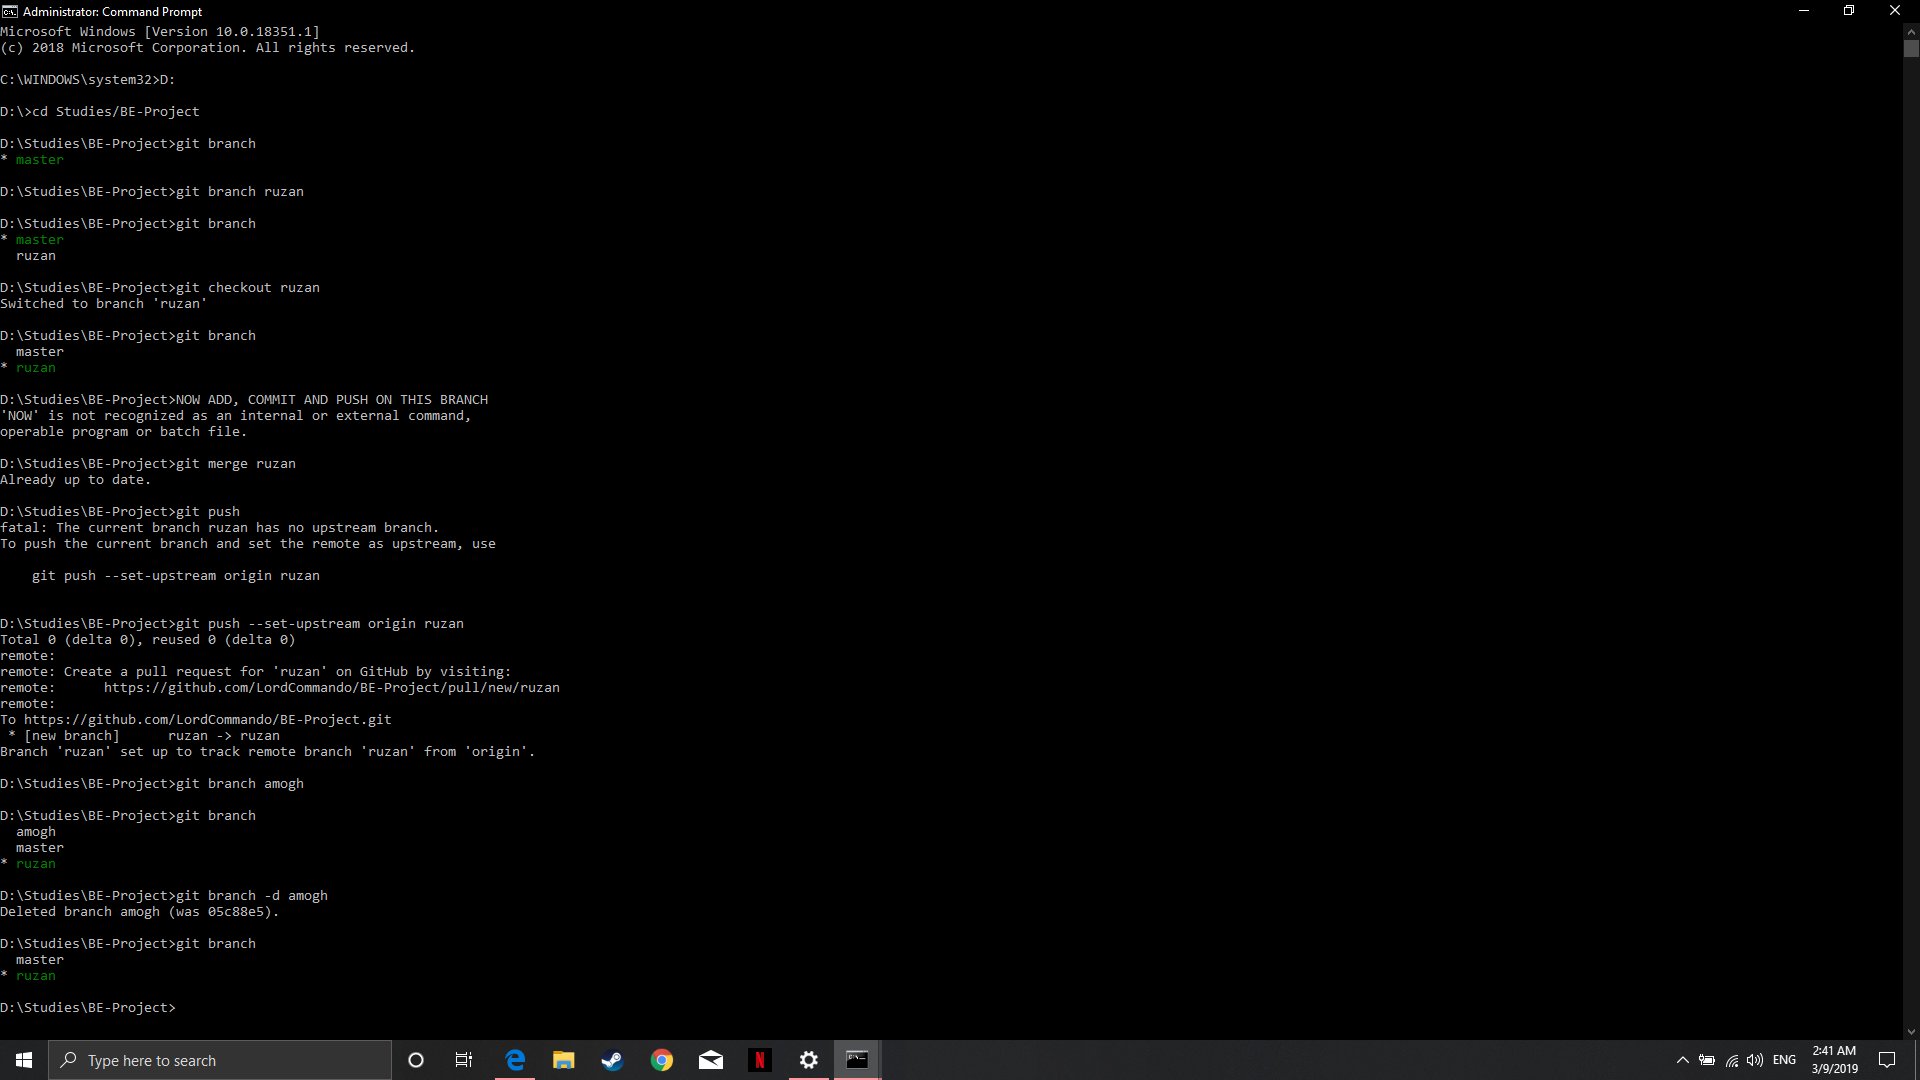 Administrator: Command Prompt
Microsoft Windows [Version 10.0.18351.1]
(c) 2018 Microsoft Corporation. All rights reserved.
C:\WINDOWS\system32>D:
D:\>cd Studies/BE-Project
D:\Studies\BE-Project>git branch
* master
D:\Studies\BE-Project>git branch ruzan
D:\Studies\BE-Project>git branch
* master
  ruzan
D:\Studies\BE-Project>git checkout ruzan
Switched to branch 'ruzan'
D:\Studies\BE-Project>git branch
  master
* ruzan
D:\Studies\BE-Project>NOW ADD, COMMIT AND PUSH ON THIS BRANCH
'NOW' is not recognized as an internal or external command,
operable program or batch file.
D:\Studies\BE-Project>git merge ruzan
Already up to date.
D:\Studies\BE-Project>git push
fatal: The current branch ruzan has no upstream branch.
To push the current branch and set the remote as upstream, use
    git push --set-upstream origin ruzan
D:\Studies\BE-Project>git push --set-upstream origin ruzan
Total 0 (delta 0), reused 0 (delta 0)
remote:
remote: Create a pull request for 'ruzan' on GitHub by visiting:
remote:      https://github.com/LordCommando/BE-Project/pull/new/ruzan
remote:
To https://github.com/LordCommando/BE-Project.git
 * [new branch]      ruzan -> ruzan
Branch 'ruzan' set up to track remote branch 'ruzan' from 'origin'.
D:\Studies\BE-Project>git branch amogh
D:\Studies\BE-Project>git branch
  amogh
  master
* ruzan
D:\Studies\BE-Project>git branch -d amogh
Deleted branch amogh (was 05c88e5).
D:\Studies\BE-Project>git branch
  master
* ruzan
D:\Studies\BE-Project>
Type here to search
ENG
2:41 AM
3/9/2019